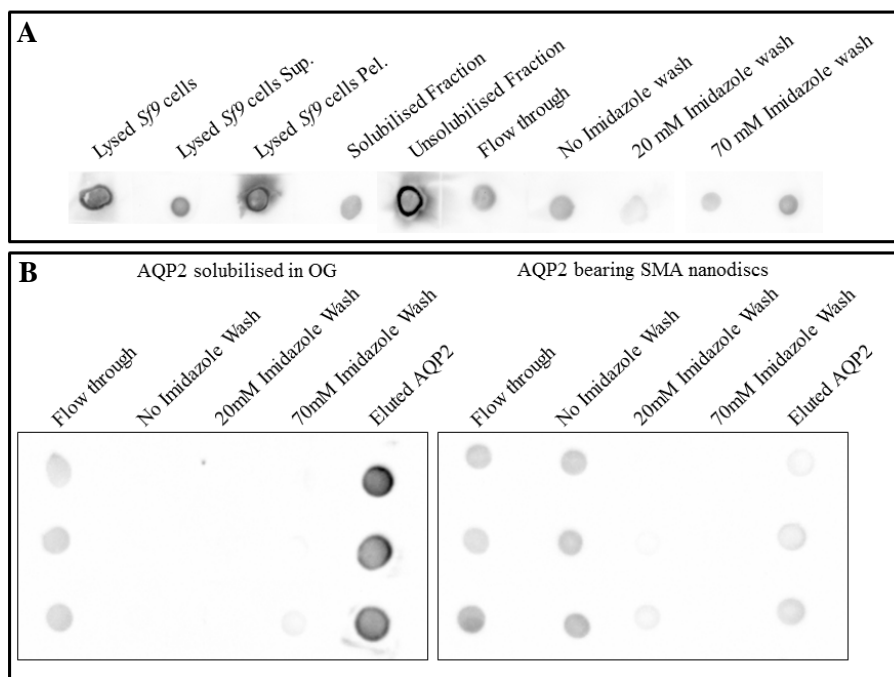 A
Lysed Sf9 cells
Lysed Sf9 cells Sup.
Lysed Sf9 cells Pel.
Solubilised Fraction
Unsolubilised Fraction
Flow through
No Imidazole wash
20 mM Imidazole wash
70 mM Imidazole wash
B
AQP2 solubilised in OG
AQP2 bearing SMA nanodiscs
Flow through
No Imidazole Wash
20mM Imidazole Wash
70mM Imidazole Wash
Eluted AQP2
Flow through
No Imidazole Wash
20mM Imidazole Wash
70mM Imidazole Wash
Eluted AQP2